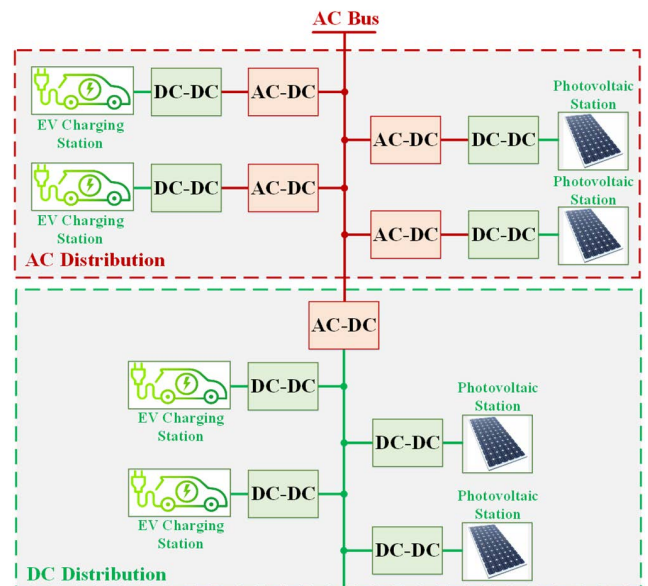 AC Bus
DC-DC
AC-DC
EV Charging
Station
Photovoltaic
Station
AC-DC
DC-DC
DC-DC
AC-DC
EV Charging
Station
Photovoltaic
Station
AC-DC
DC-DC
AC Distribution
AC-DC
DC-DC
EV Charging
Station
Photovoltaic
Station
DC-DC
DC-DC
EV Charging
Station
Photovoltaic
Station
DC-DC
DC Distribution